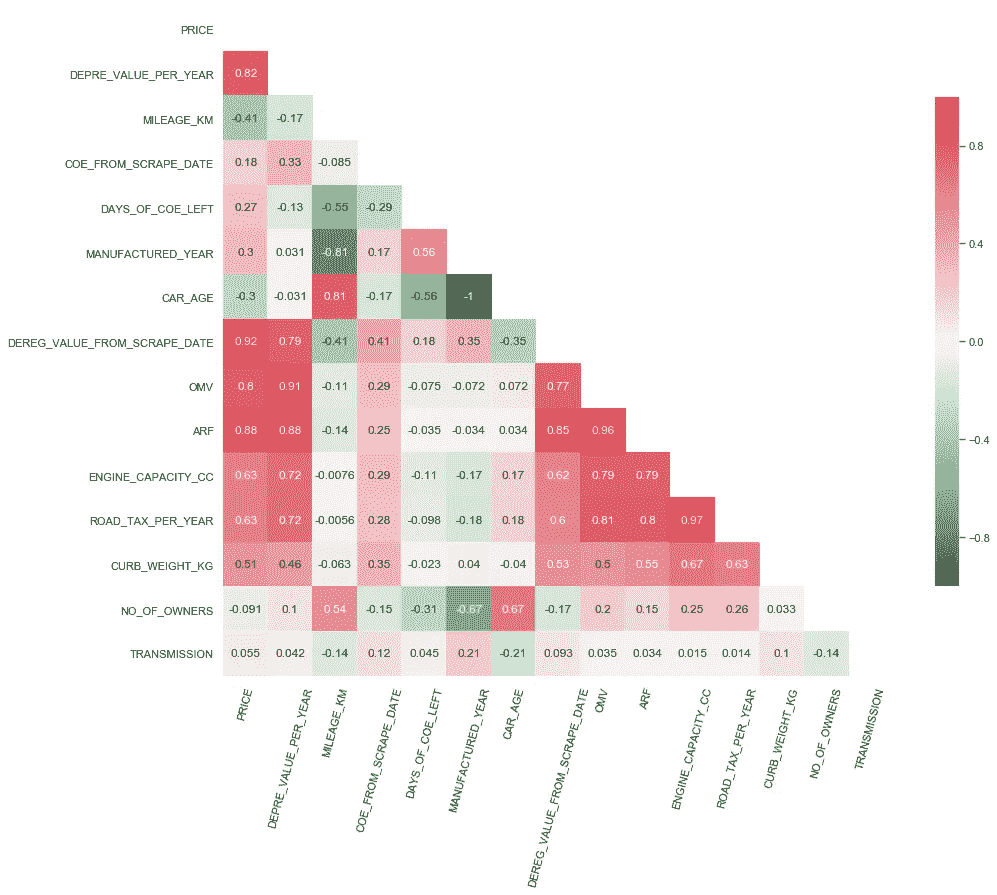 PRICE
DEPRE_VALUE_PER_YEAR 0.82
MILEAGE_KM -0.41 -0.17
COE_FROM_SCRAPE_DATE 0.18 0.33 -0.085
DAYS_OF_COE_LEFT 0.27 -0.13 -0.55 -0.29
MANUFACTURED_YEAR 0.3 0.031 -0.81 0.17 0.56
CAR_AGE -0.3 -0.031 0.81 -0.17 -0.56 -1
DEREG_VALUE_FROM_SCRAPE_DATE 0.92 0.79 -0.41 0.41 0.18 0.35 -0.35
OMV 0.8 0.91 -0.11 0.29 -0.075 -0.072 0.072 0.77
ARF 0.88 0.88 -0.14 0.25 -0.035 -0.034 0.034 0.85 0.96
ENGINE_CAPACITY_CC 0.63 0.72 -0.0076 0.29 -0.11 -0.17 0.17 0.62 0.79 0.79
ROAD_TAX_PER_YEAR 0.63 0.72 -0.0056 0.28 -0.098 -0.18 0.18 0.6 0.81 0.8 0.97
CURB_WEIGHT_KG 0.51 0.46 -0.063 0.35 -0.023 0.04 -0.04 0.53 0.5 0.55 0.67 0.63
NO_OF_OWNERS -0.091 0.1 0.54 -0.15 -0.31 -0.67 0.67 -0.17 0.2 0.15 0.25 0.26 0.033
TRANSMISSION 0.055 0.042 -0.14 0.12 0.045 0.21 -0.21 0.093 0.035 0.034 0.015 0.014 0.1 -0.14
PRICE
DEPRE_VALUE_PER_YEAR
MILEAGE_KM
COE_FROM_SCRAPE_DATE
DAYS_OF_COE_LEFT
MANUFACTURED_YEAR
CAR_AGE
DEREG_VALUE_FROM_SCRAPE_DATE
OMV
ARF
ENGINE_CAPACITY_CC
ROAD_TAX_PER_YEAR
CURB_WEIGHT_KG
NO_OF_OWNERS
TRANSMISSION
0.8
0.4
0.0
-0.4
-0.8